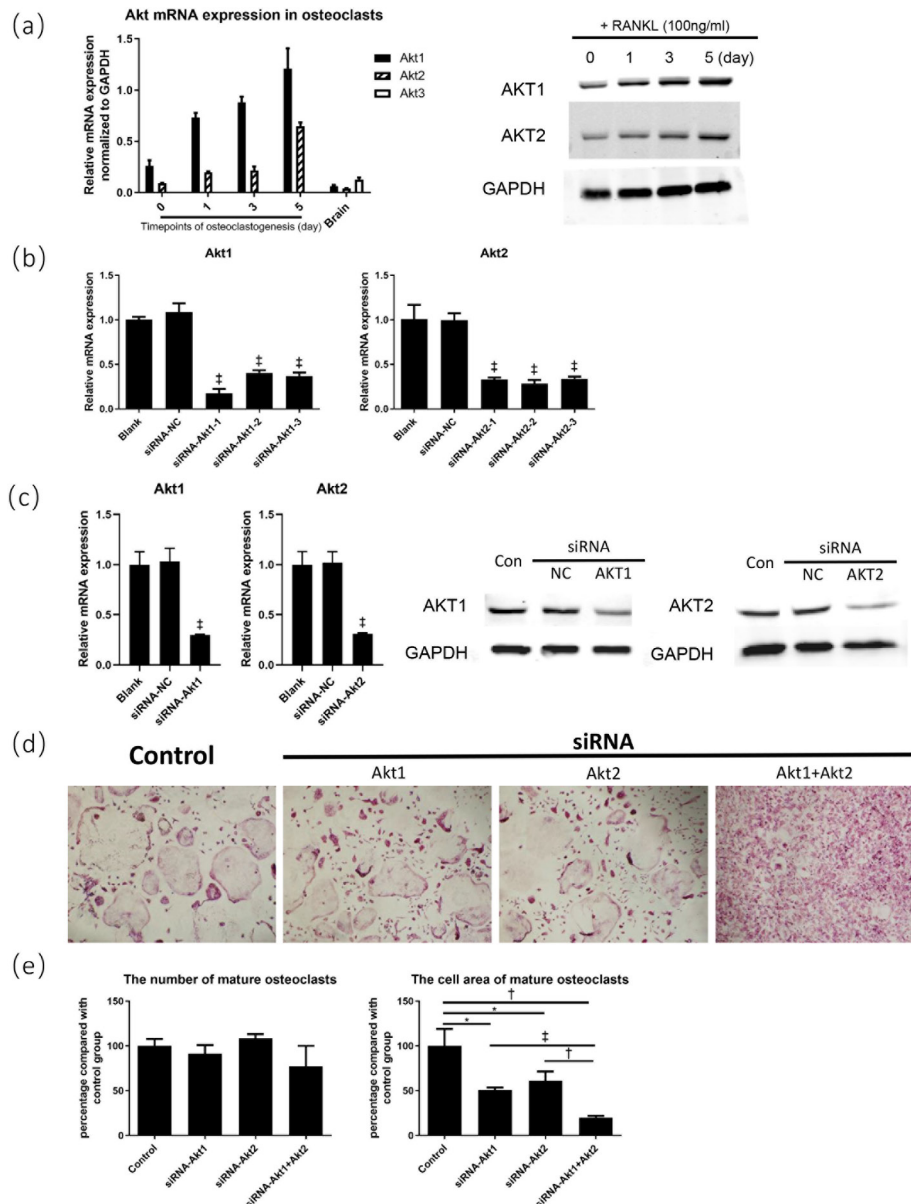 (a)
Akt mRNA expression in osteoclasts
Relative mRNA expression
normalized to GAPDH
1.5
1.0
0.5
0.0
Akt1
Akt2
Akt3
0
1
3
5
Brain
Timepoints of osteoclastogenesis (day)
+ RANKL (100ng/ml)
0 1 3 5 (day)
AKT1
AKT2
GAPDH
(b)
Akt1
Relative mRNA expression
1.5
1.0
0.5
0.0
‡
‡
‡
Blank
siRNA-NC
siRNA-Akt1-1
siRNA-Akt1-2
siRNA-Akt1-3
Akt2
Relative mRNA expression
1.5
1.0
0.5
0.0
‡
‡
‡
Blank
siRNA-NC
siRNA-Akt2-1
siRNA-Akt2-2
siRNA-Akt2-3
(c)
Akt1
Relative mRNA expression
1.5
1.0
0.5
0.0
‡
Blank
siRNA-NC
siRNA-Akt1
Akt2
Relative mRNA expression
1.5
1.0
0.5
0.0
‡
Blank
siRNA-NC
siRNA-Akt2
siRNA
Con NC AKT1
AKT1
GAPDH
siRNA
Con NC AKT2
AKT2
GAPDH
(d)
Control
siRNA
Akt1
Akt2
Akt1+Akt2
(e)
The number of mature osteoclasts
percentage compared with
control group
150
100
50
0
Control
siRNA-Akt1
siRNA-Akt2
siRNA-Akt1+Akt2
The cell area of mature osteoclasts
percentage compared with
control group
150
100
50
0
†
*
*
‡
†
Control
siRNA-Akt1
siRNA-Akt2
siRNA-Akt1+Akt2